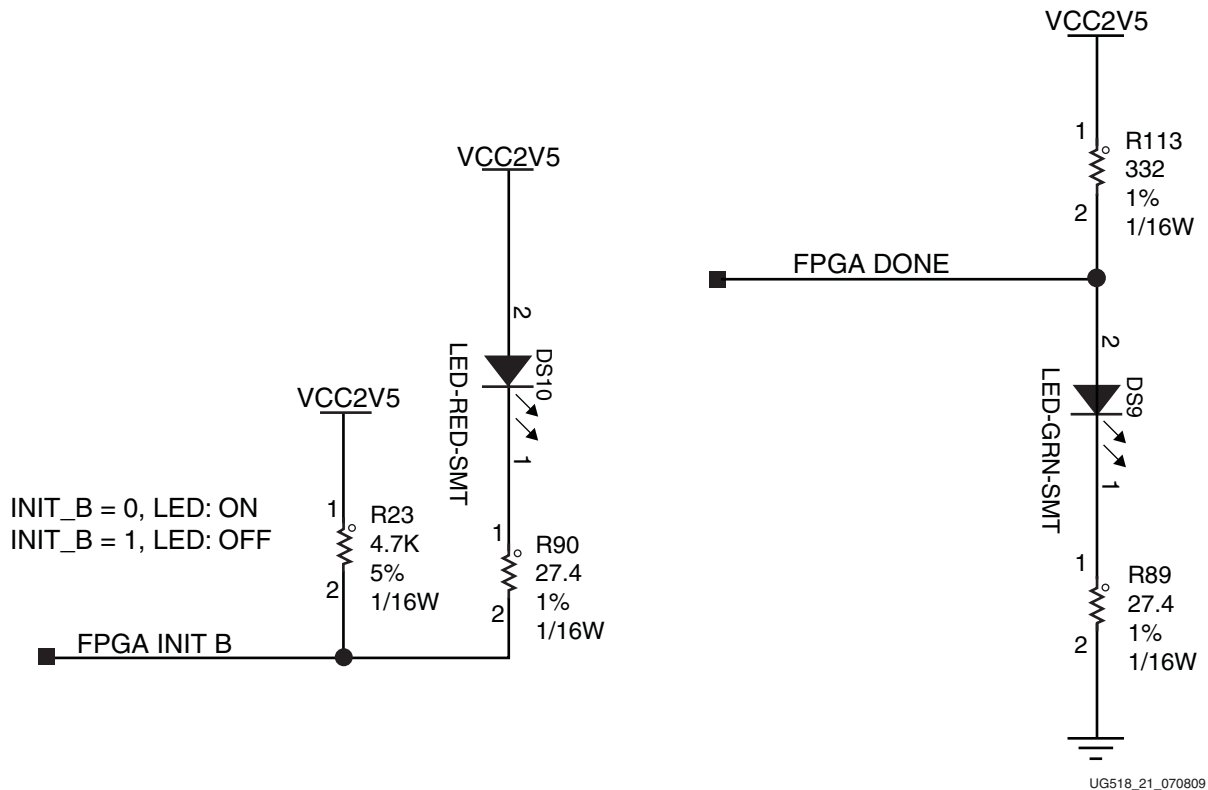 VCC2V5
1
R113
332
1%
1/16W
2
FPGA DONE
2
DS9
LED-GRN-SMT
1
1
R89
27.4
1%
1/16W
2
VCC2V5
2
DS10
LED-RED-SMT
1
1
R90
27.4
1%
1/16W
2
VCC2V5
1
R23
4.7K
5%
1/16W
2
INIT_B = 0, LED: ON
INIT_B = 1, LED: OFF
FPGA INIT B
UG518_21_070809